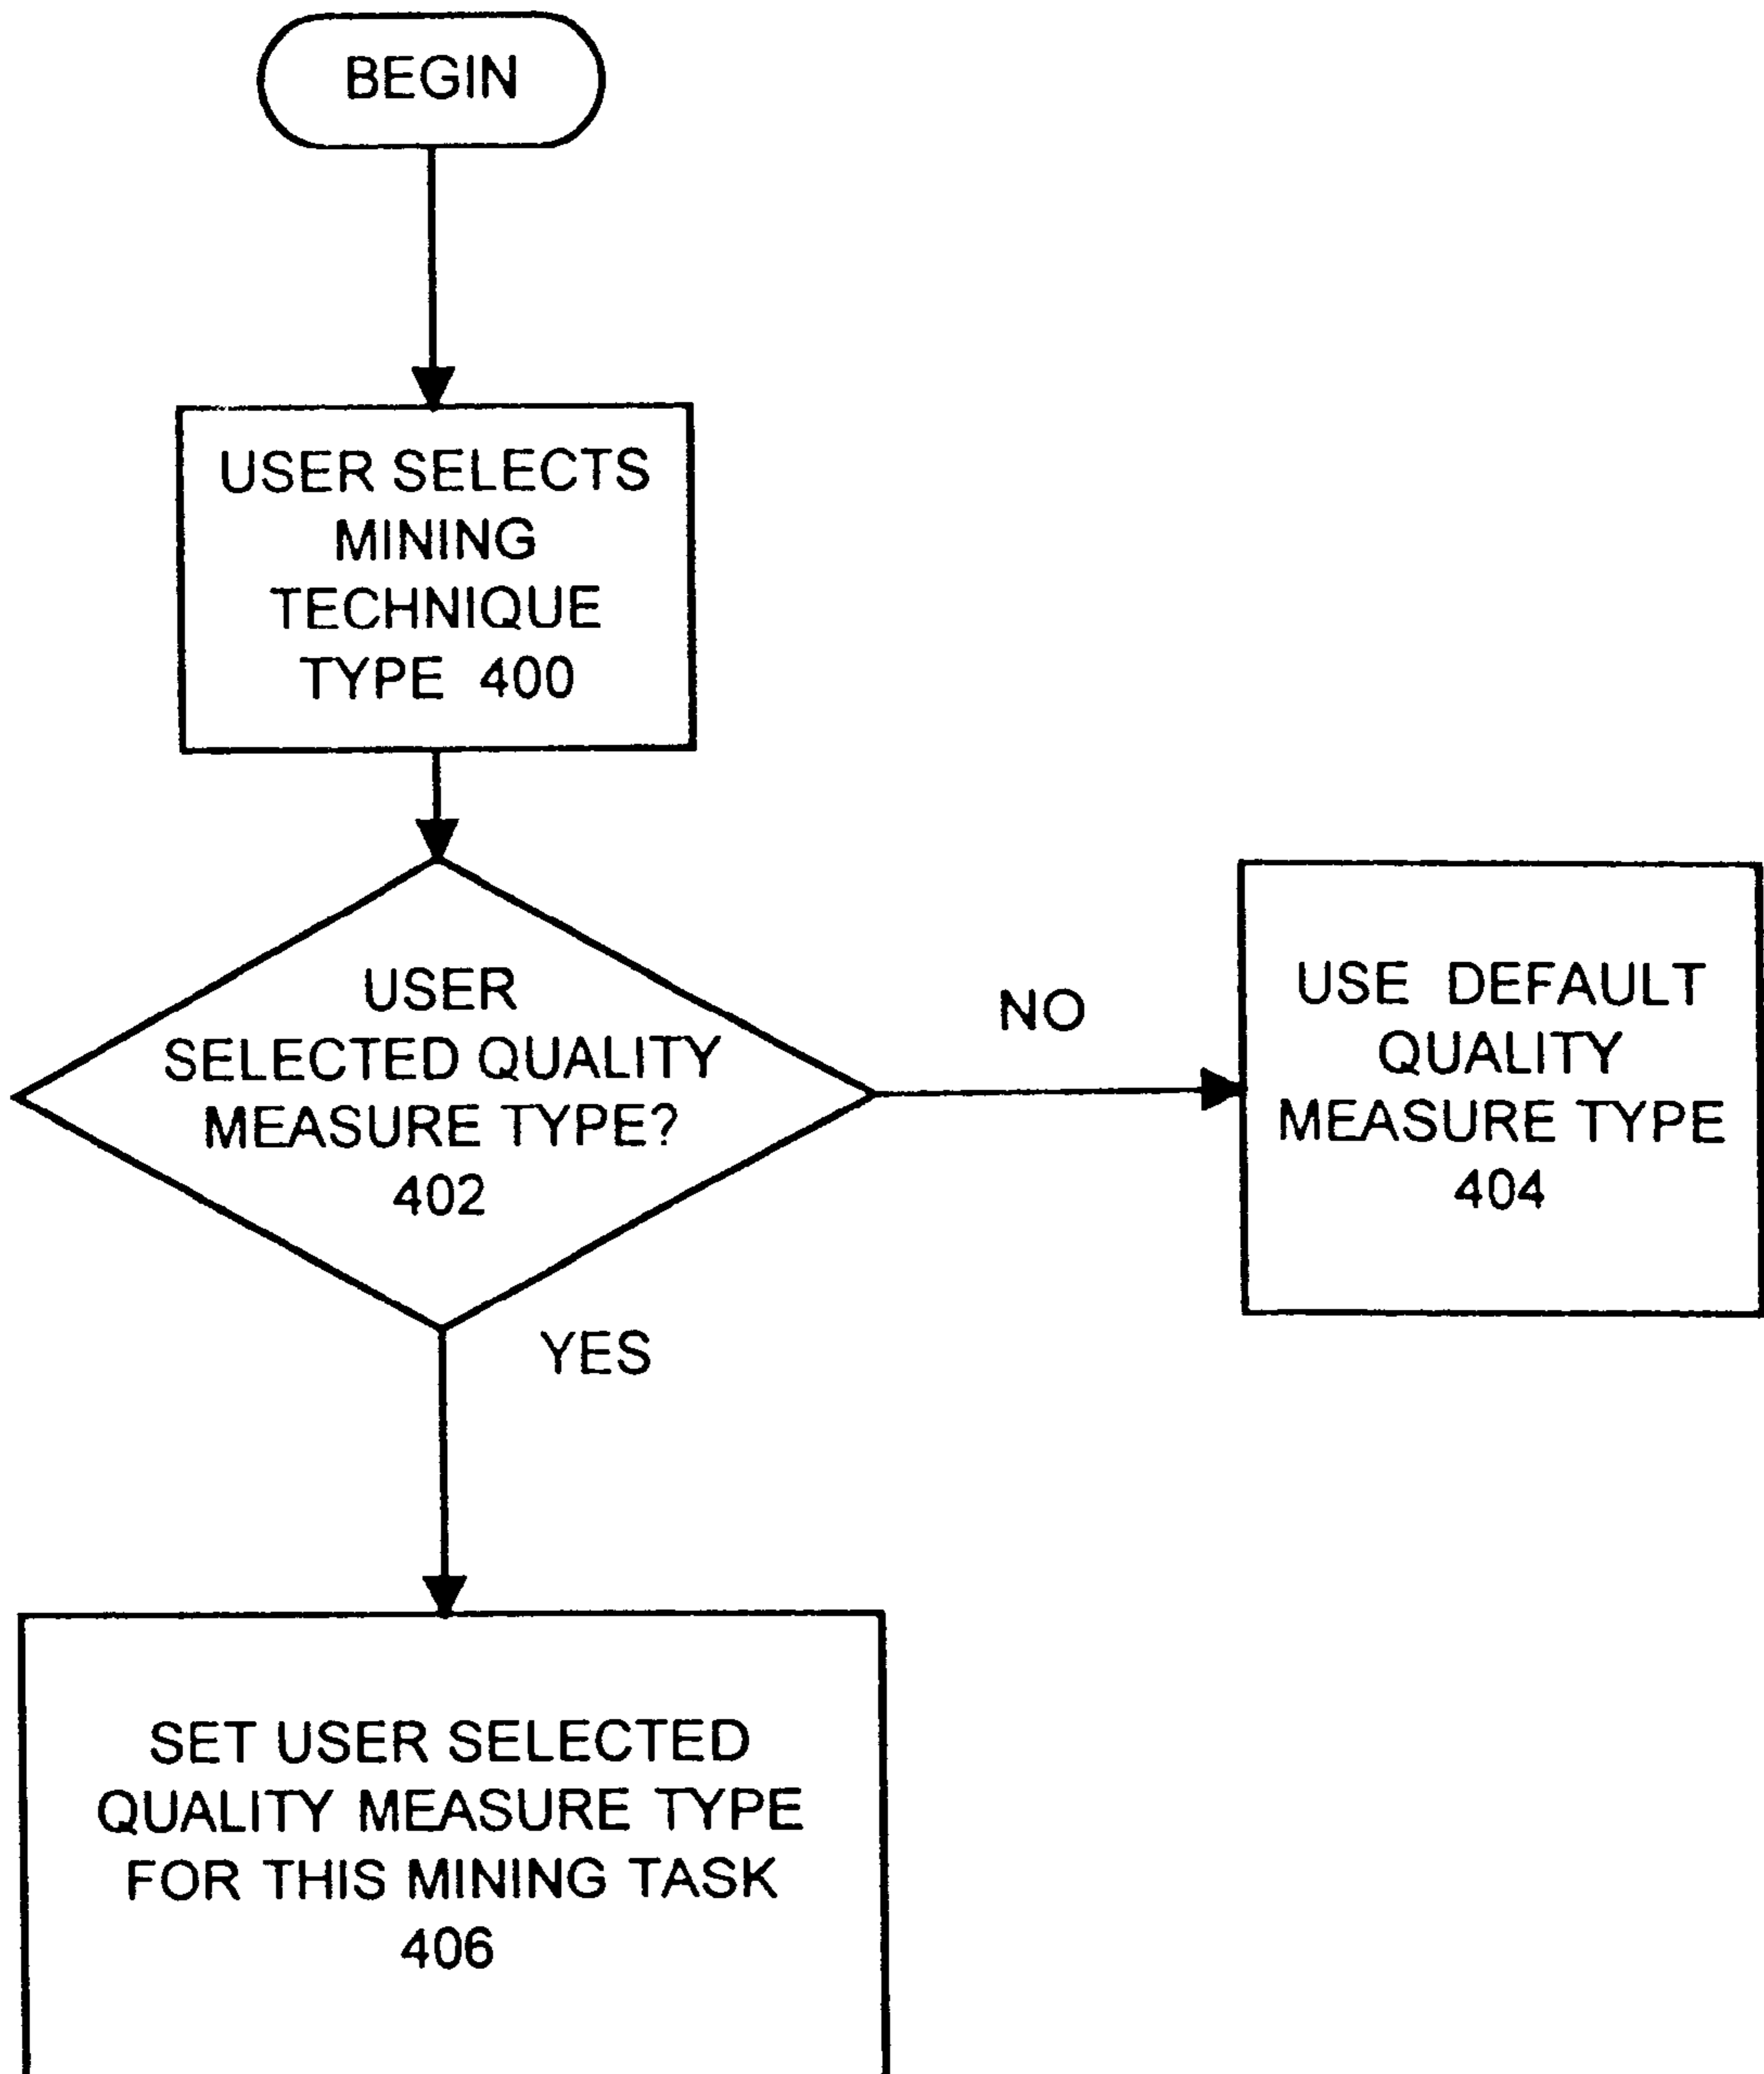 BEGIN
USER SELECTS
MINING
TECHNIQUE
TYPE 400
USER
SELECTED QUALITY
MEASURE TYPE?
402
NO
USE DEFAULT
QUALITY
MEASURE TYPE
404
YES
SET USER SELECTED
QUALITY MEASURE TYPE
FOR THIS MINING TASK
406